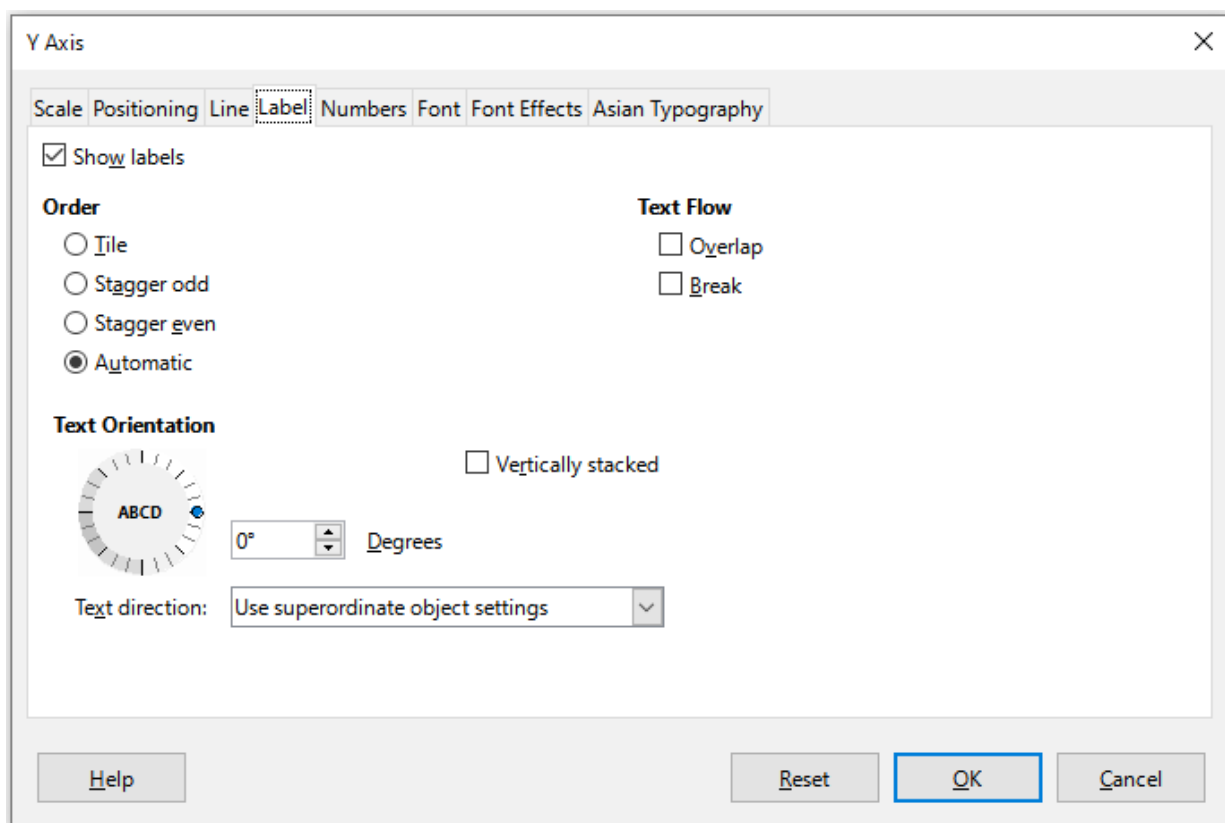 Y Axis
Scale Positioning Line Label Numbers Font Font Effects Asian Typography
Show labels
Order
Text Flow
Tile
Overlap
Stagger odd
Break
Stagger even
Automatic
Text Orientation
Vertically stacked
ABCD
0° Degrees
Text direction: Use superordinate object settings
Help Reset OK Cancel